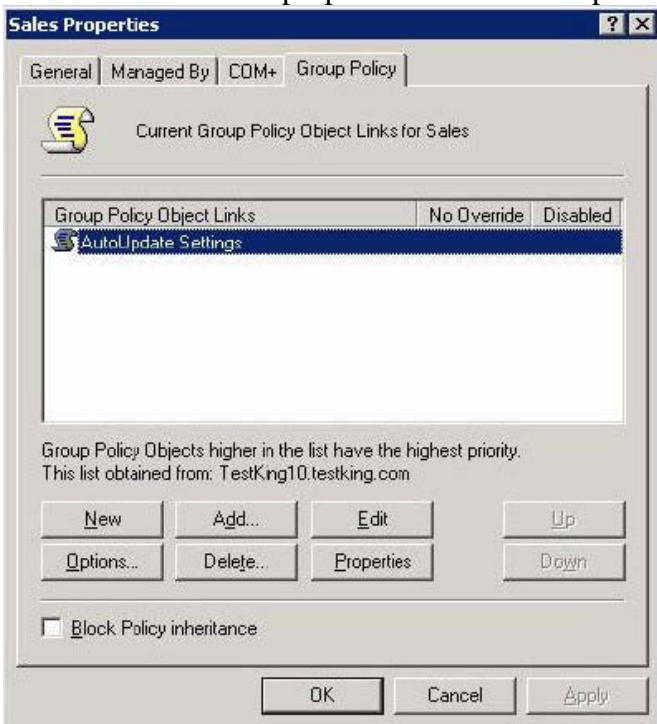 Sales Properties
General Managed By COM+ Group Policy
Current Group Policy Object Links for Sales
Group Policy Object Links No Override Disabled
AutoUpdate Settings
Group Policy Objects higher in the list have the highest priority.
This list obtained from: TestKing10.testking.com
New Add... Edit Up
Options... Delete... Properties Down
Block Policy inheritance
OK Cancel Apply